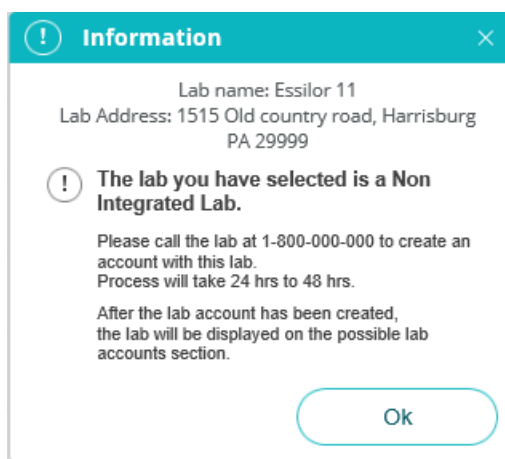 ! Information ×
Lab name: Essilor 11
Lab Address: 1515 Old country road, Harrisburg
PA 29999
! The lab you have selected is a Non
Integrated Lab.
Please call the lab at 1-800-000-000 to create an
account with this lab.
Process will take 24 hrs to 48 hrs.
After the lab account has been created,
the lab will be displayed on the possible lab
accounts section.
Ok